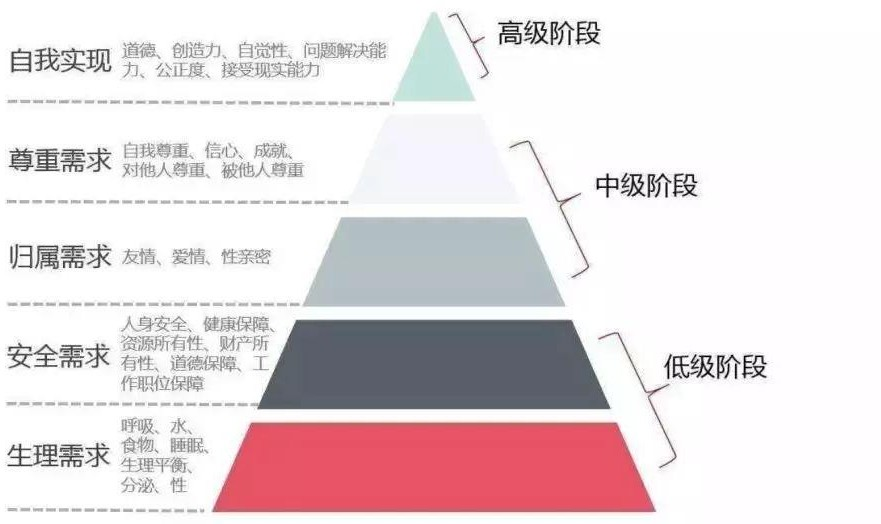 高级阶段
自我实现
道德、创造力、自觉性、问题解决能
力、公正度、接受现实能力
尊重需求
自我尊重、信心、成就、
对他人尊重、被他人尊重
中级阶段
归属需求
友情、爱情、性亲密
安全需求
人身安全、健康保障、
资源所有性、财产所
有性、道德保障、工
作职位保障
低级阶段
生理需求
呼吸、水、
食物、睡眠、
生理平衡、
分泌、性